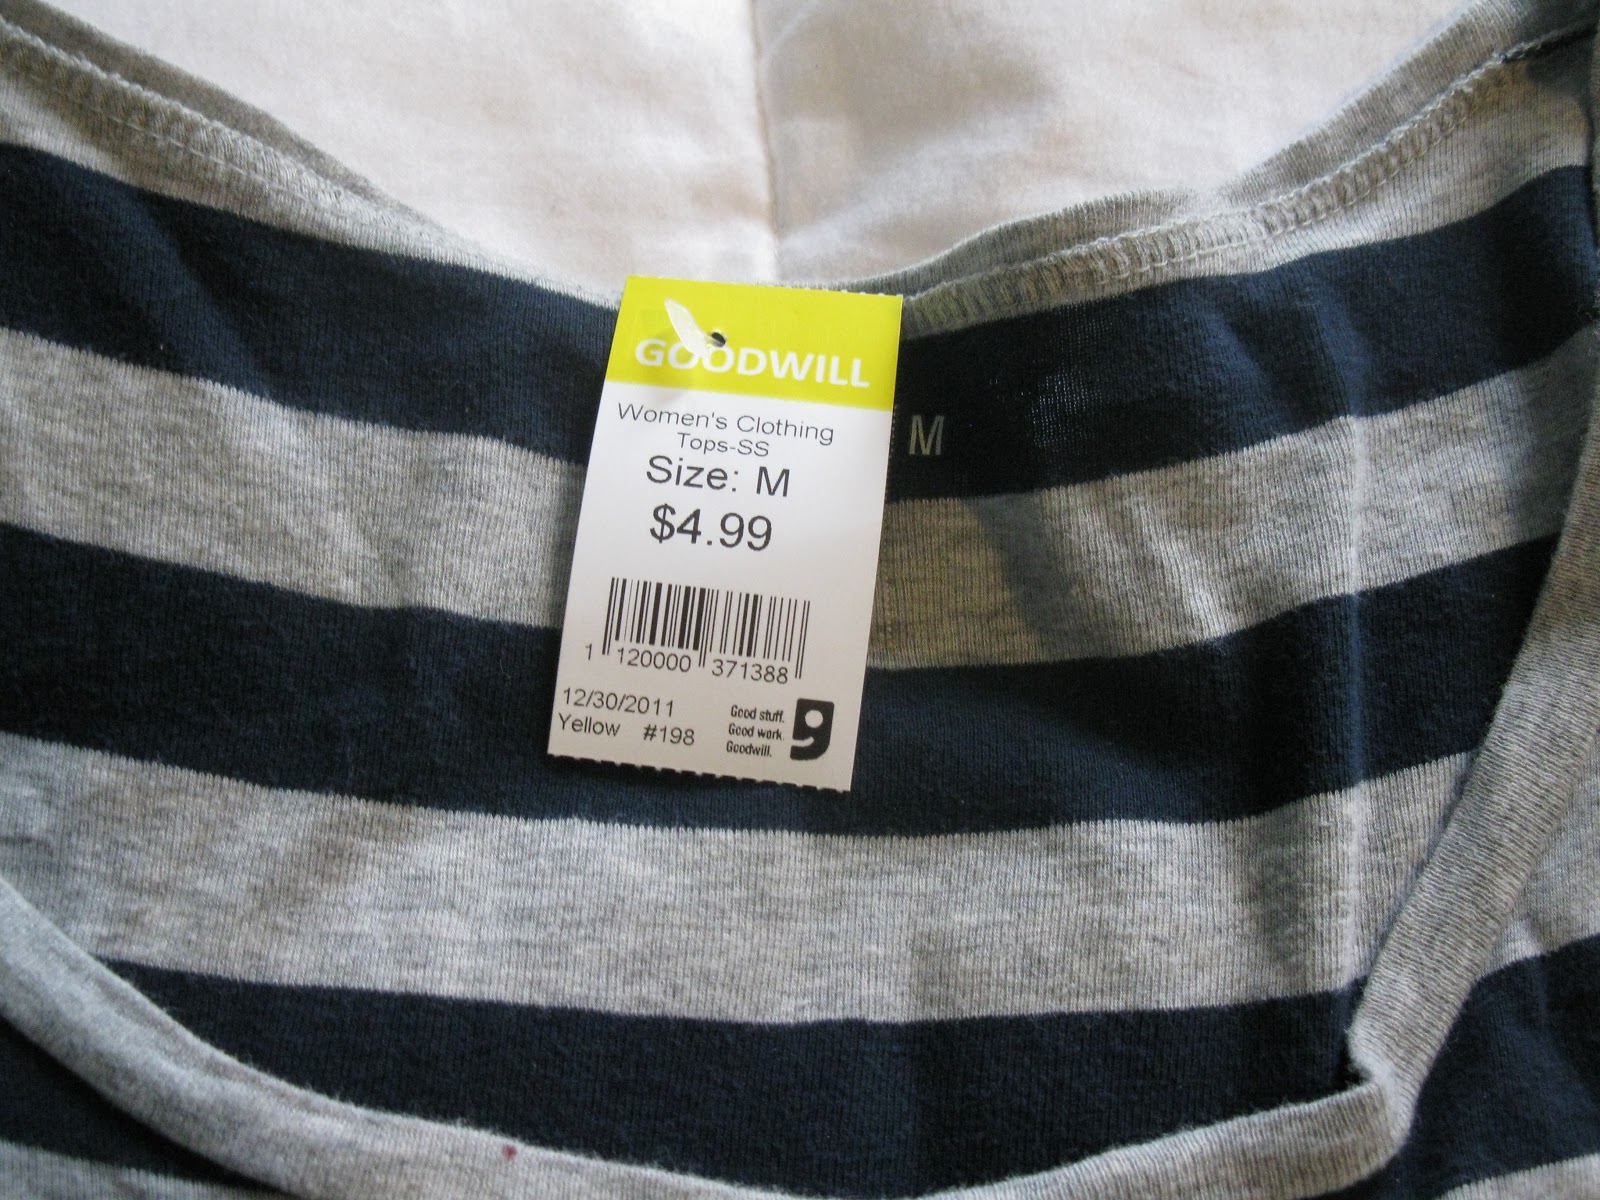 GOODWILL
Women's Clothing
Tops-SS
Size: M
$4.99
1 120000 371388
12/30/2011
Yellow #198
Good stuff.
Good work.
Goodwill.
M